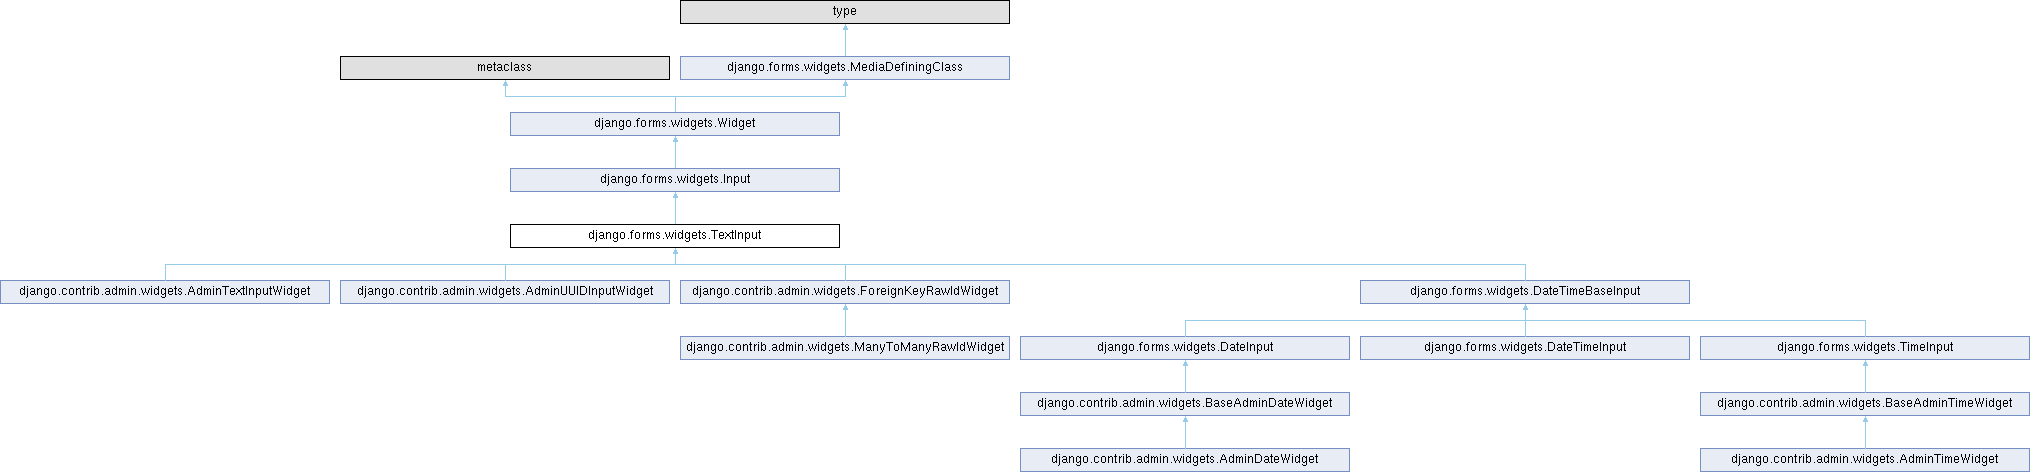 type
metaclass
django.forms.widgets.MediaDefiningClass
django.forms.widgets.Widget
django.forms.widgets.Input
django.forms.widgets.TextInput
django.contrib.admin.widgets.AdminTextInputWidget
django.contrib.admin.widgets.AdminUUIDInputWidget
django.contrib.admin.widgets.ForeignKeyRawIdWidget
django.forms.widgets.DateTimeBaseInput
django.contrib.admin.widgets.ManyToManyRawIdWidget
django.forms.widgets.DateInput
django.forms.widgets.DateTimeInput
django.forms.widgets.TimeInput
django.contrib.admin.widgets.BaseAdminDateWidget
django.contrib.admin.widgets.BaseAdminTimeWidget
django.contrib.admin.widgets.AdminDateWidget
django.contrib.admin.widgets.AdminTimeWidget